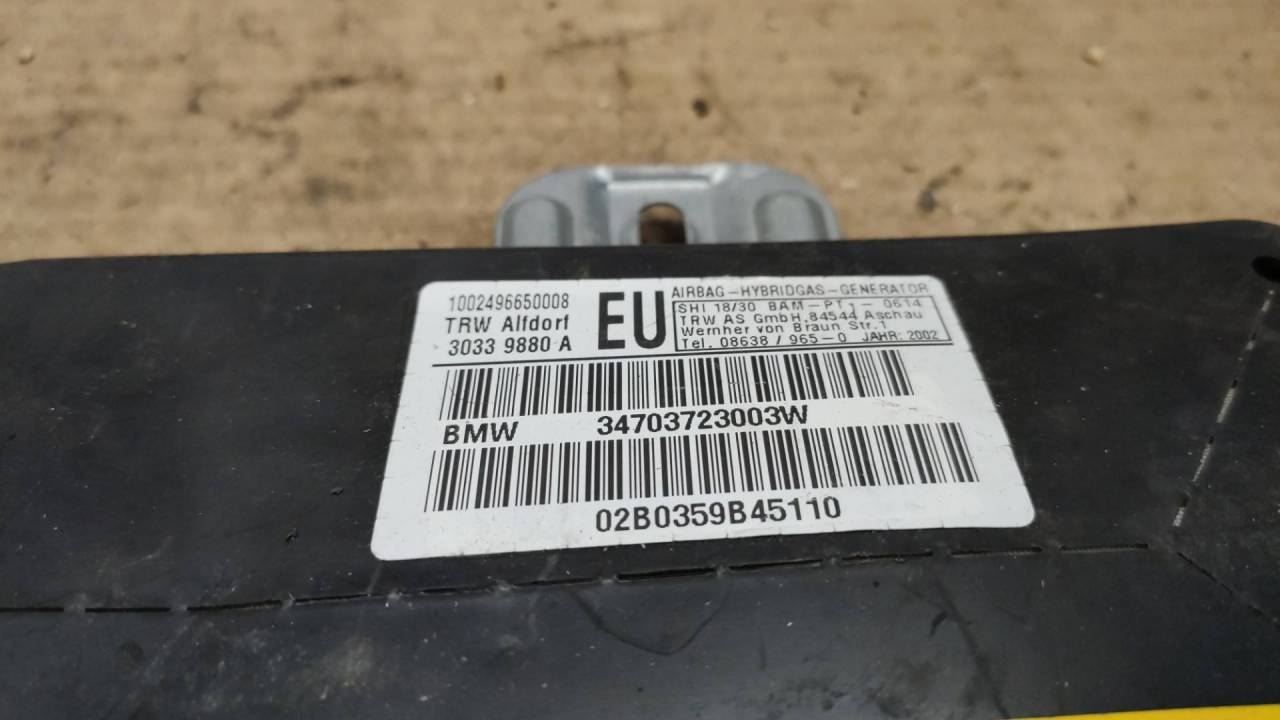 1002496650008
TRW Alfdorf
3033 9880 A
EU
AIRBAG-HYBRIDGAS-GENERATOR
SHI 18/30 BAM-PT1- 0614
TRW AS GmbH,84544 Aschau
Wernher von Braun Str.1
Tel. 08638 / 965-0 JAHR: 2002
BMW 34703723003W
02B0359B45110